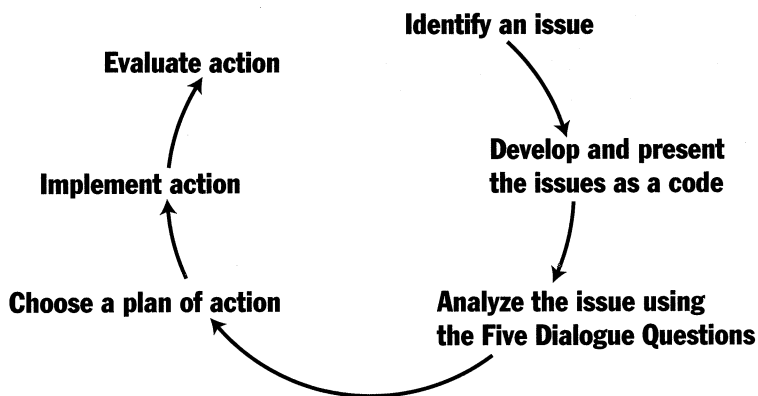 Identify an issue
Develop and present
the issues as a code
Analyze the issue using
the Five Dialogue Questions
Choose a plan of action
Implement action
Evaluate action